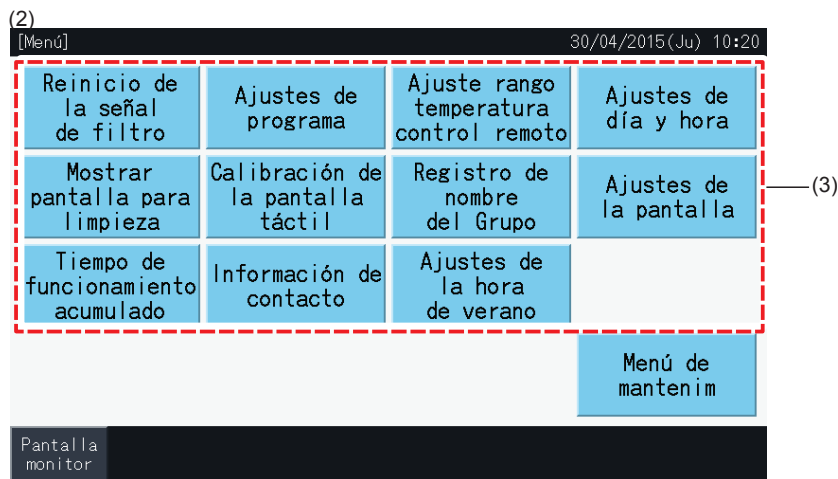 (2)
[Menú] 30/04/2015(Ju) 10:20
Reinicio de
la señal
de filtro
Ajustes de
programa
Ajuste rango
temperatura
control remoto
Ajustes de
día y hora
Mostrar
pantalla para
limpieza
Calibración de
la pantalla
táctil
Registro de
nombre
del Grupo
Ajustes de
la pantalla
(3)
Tiempo de
funcionamiento
acumulado
Información de
contacto
Ajustes de
la hora
de verano
Menú de
mantenim
Pantalla
monitor